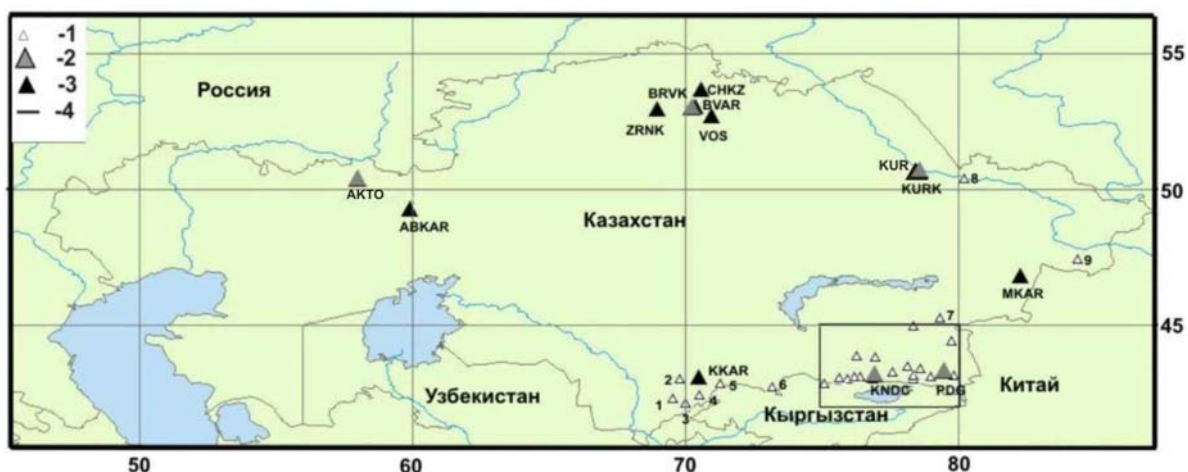 -1
-2
-3
-4
55
Россия
BRVK
CHKZ
BVAR
ZRNK
VOS
KUR
KURK
8
50
AKTO
ABKAR
Казахстан
9
MKAR
7
45
KKAR
2
5
6
1
4
3
KNDC
PDG
Узбекистан
Кыргызстан
Китай
50
60
70
80